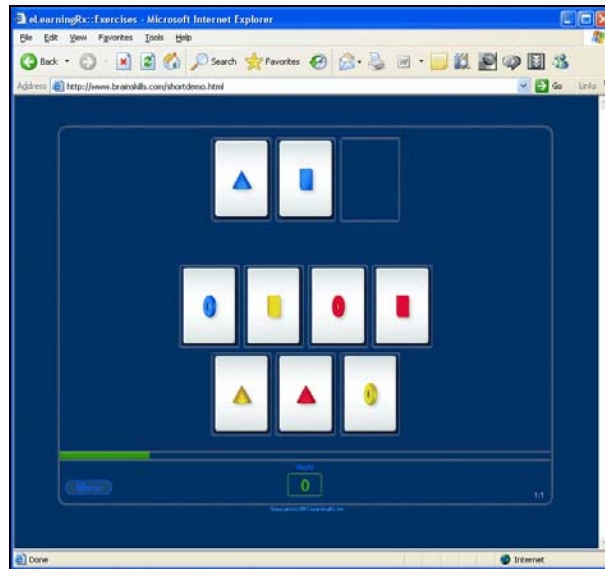 eLearningRx::Exercises - Microsoft Internet Explorer
File Edit View Favorites Tools Help
Back Search Favorites
Address http://www.brainskills.com/shortdemo.html Go Links
Menu
0
1:1
Done Internet